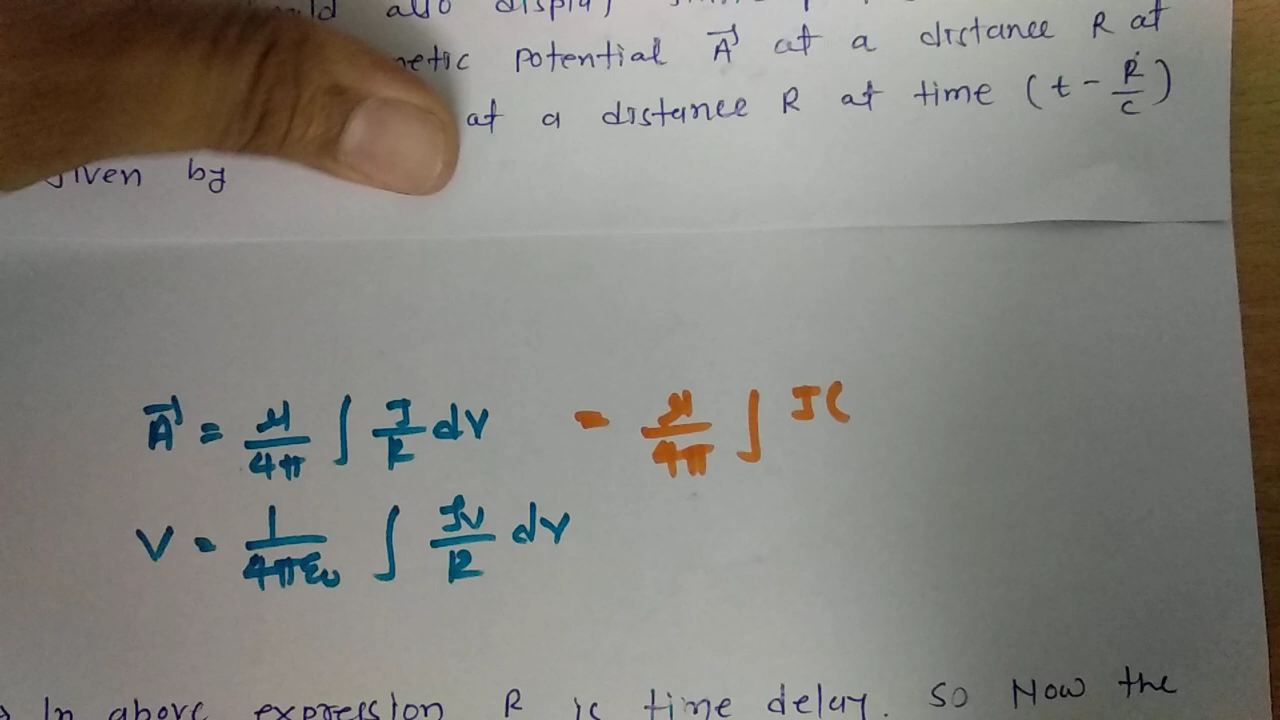 also display
potential A⃗ at a distance R at
at a distance R at time (t - R/c)
given by
A⃗ = μ/4π ∫ J/R dv = μ/4π ∫ J(
V = 1/4πε₀ ∫ ρv/R dv
In above expression R is time delay. So Now the